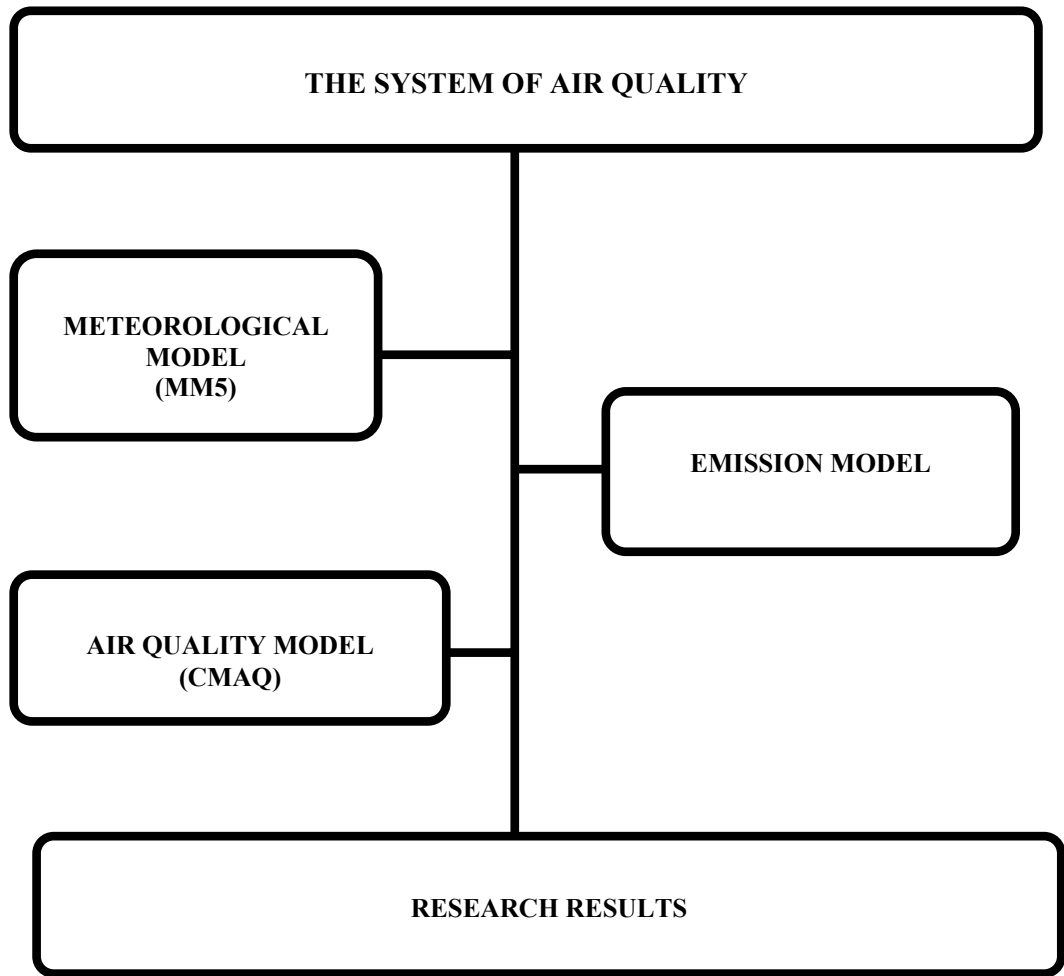 THE SYSTEM OF AIR QUALITY
METEOROLOGICAL
MODEL
(MM5)
EMISSION MODEL
AIR QUALITY MODEL
(CMAQ)
RESEARCH RESULTS